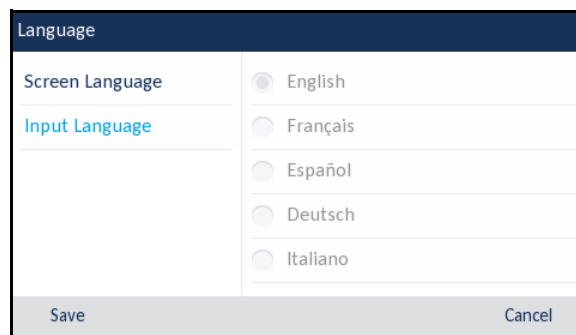 Language
Screen Language
Input Language
English
Français
Español
Deutsch
Italiano
Save
Cancel